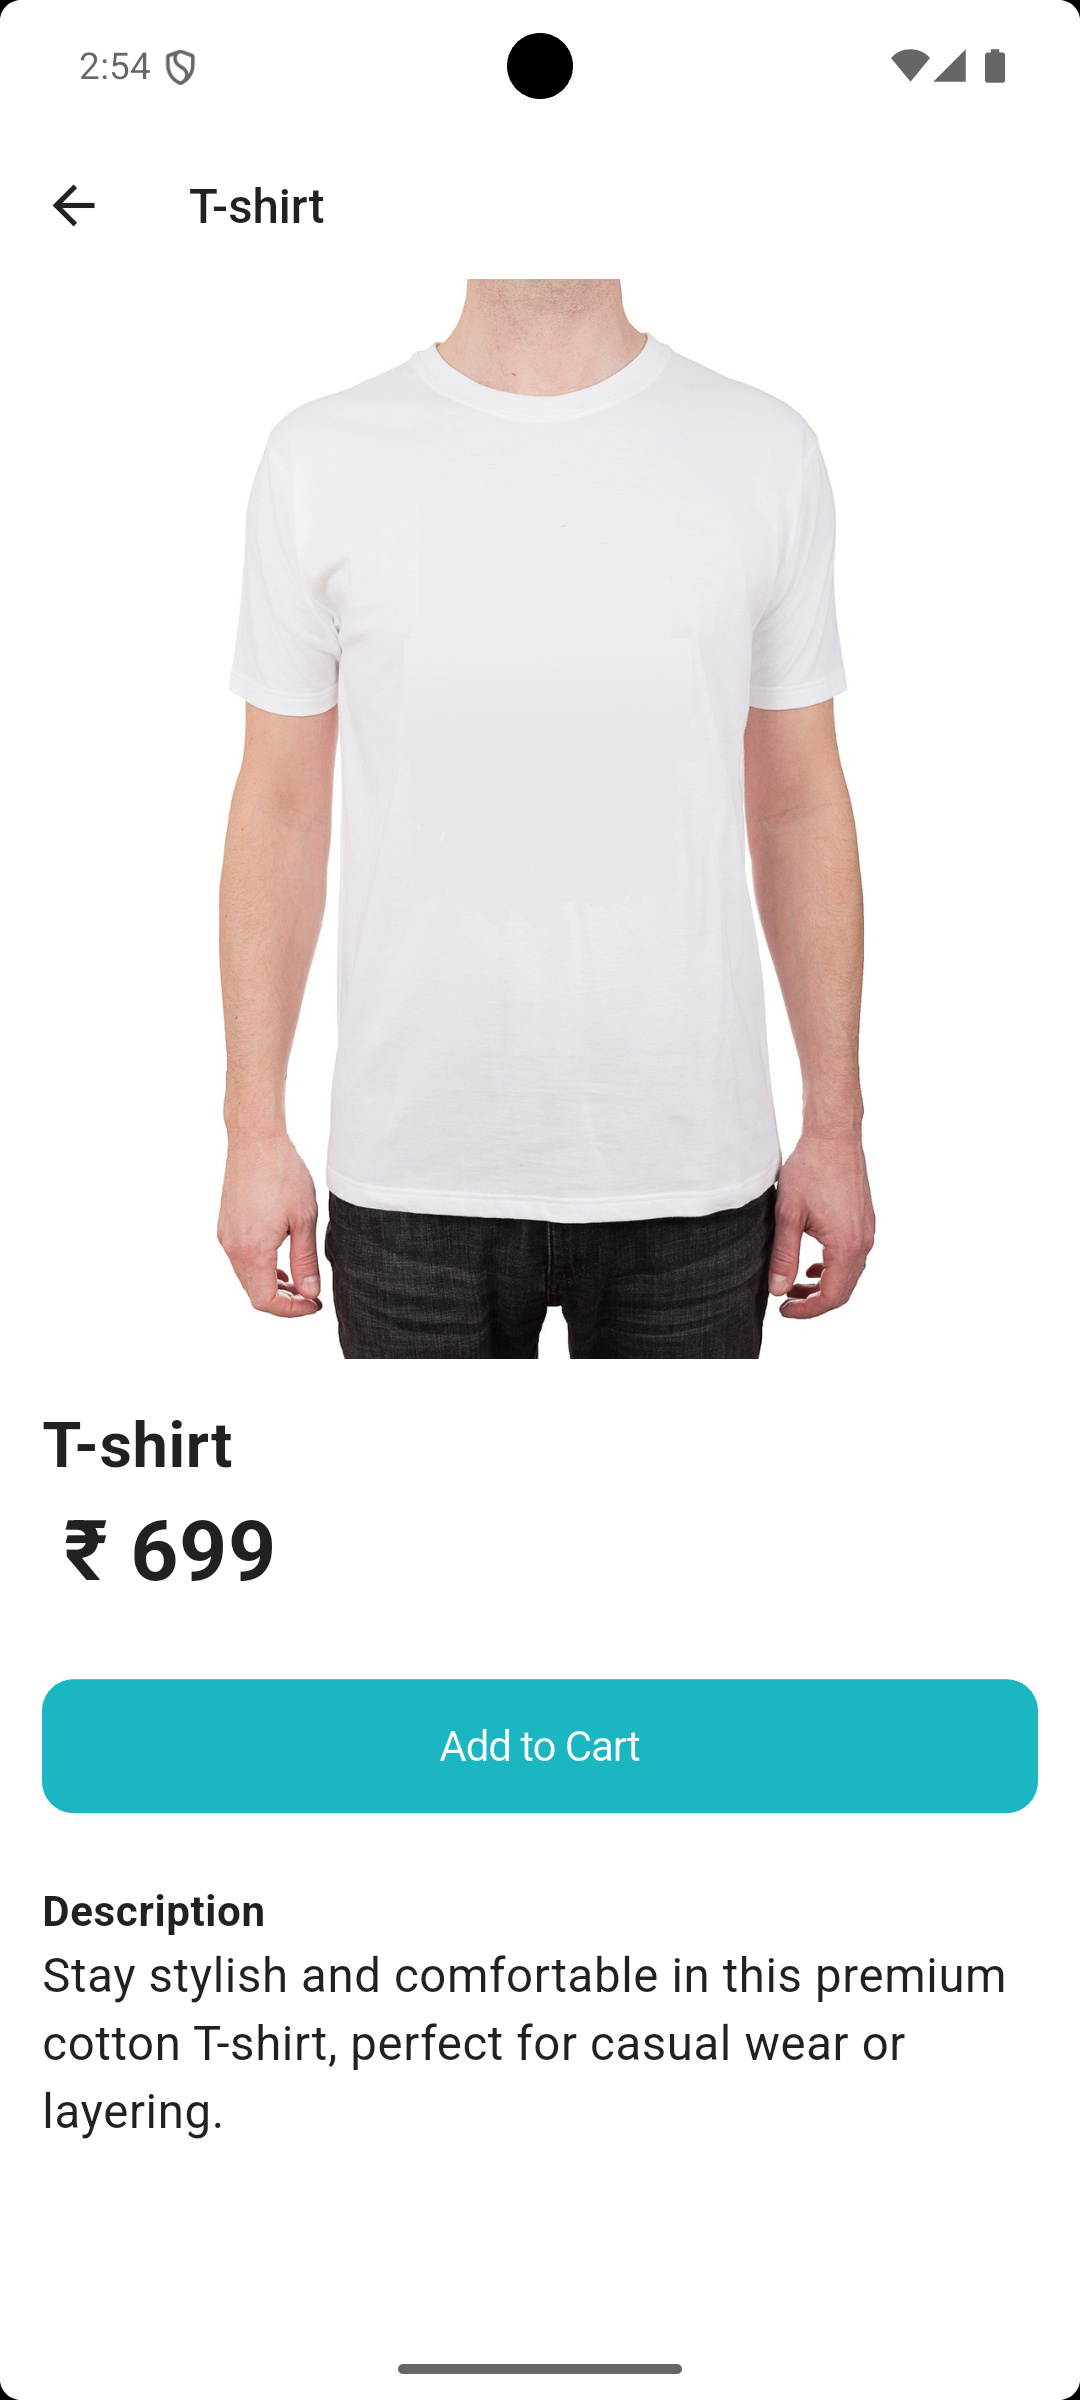 2:54
T-shirt
T-shirt
₹ 699
Add to Cart
Description
Stay stylish and comfortable in this premium
cotton T-shirt, perfect for casual wear or
layering.